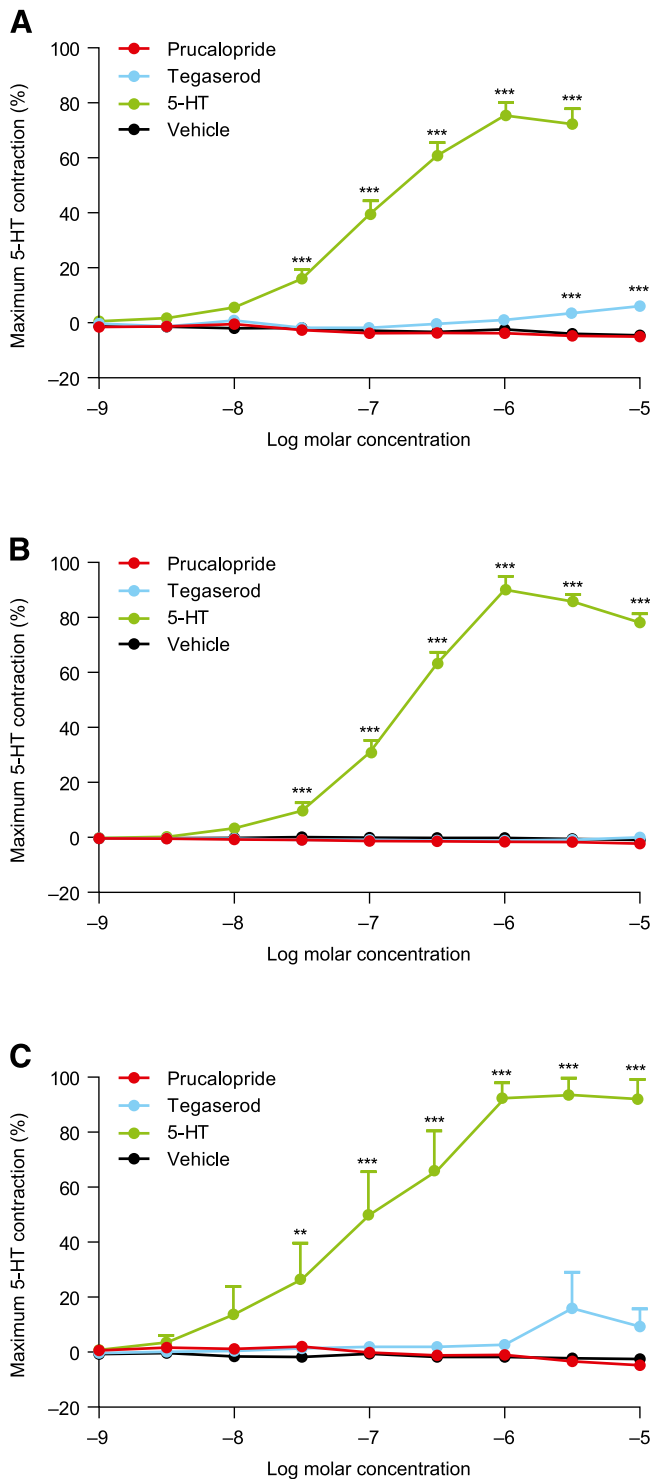 A
Maximum 5-HT contraction (%)
100
80
60
40
20
0
–20
Prucalopride
Tegaserod
5-HT
Vehicle
***
***
***
***
***
***
***
–9
–8
–7
–6
–5
Log molar concentration
B
Maximum 5-HT contraction (%)
100
80
60
40
20
0
–20
Prucalopride
Tegaserod
5-HT
Vehicle
***
***
***
***
***
***
–9
–8
–7
–6
–5
Log molar concentration
C
Maximum 5-HT contraction (%)
100
80
60
40
20
0
–20
Prucalopride
Tegaserod
5-HT
Vehicle
**
***
***
***
***
***
–9
–8
–7
–6
–5
Log molar concentration